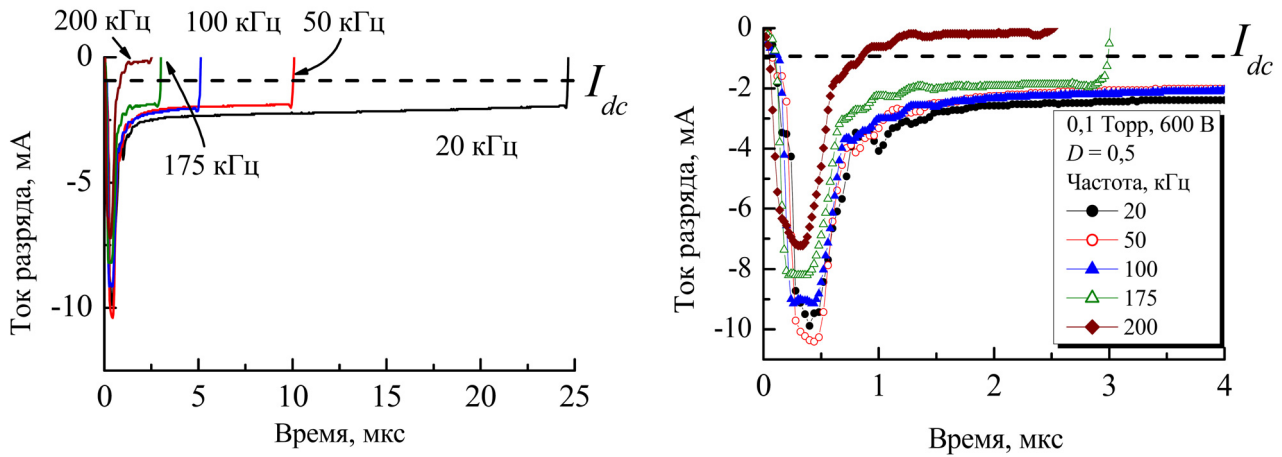 200 кГц
100 кГц
50 кГц
0
-5
-10
Ток разряда, мА
I dc
20 кГц
175 кГц
0 5 10 15 20 25
Время, мкс
0
-2
-4
-6
-8
-10
Ток разряда, мА
I dc
0,1 Торр, 600 В
D = 0,5
Частота, кГц
20
50
100
175
200
0 1 2 3 4
Время, мкс